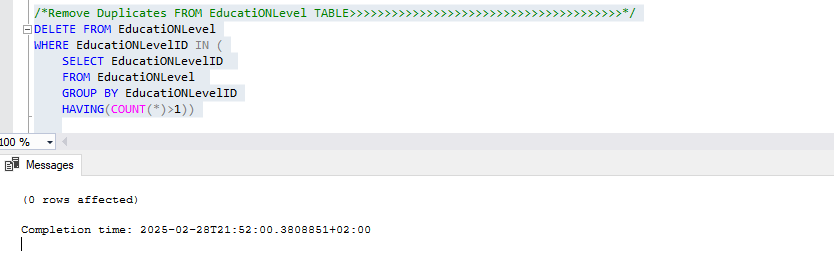 /*Remove Duplicates FROM EducatiONLevel TABLE>>>>>>>>>>>>>>>>>>>>>>>>>>>>>>>>>>>>>>>*/
DELETE FROM EducatiONLevel
WHERE EducatiONLevelID IN (
SELECT EducatiONLevelID
FROM EducatiONLevel
GROUP BY EducatiONLevelID
HAVING(COUNT(*)>1))
100 %
Messages
(0 rows affected)
Completion time: 2025-02-28T21:52:00.3808851+02:00